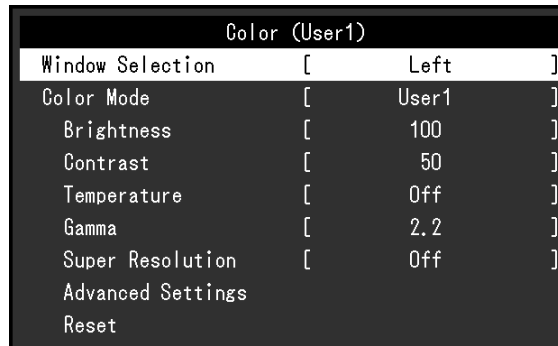 Color (User1)
Window Selection [ Left ]
Color Mode [ User1 ]
Brightness [ 100 ]
Contrast [ 50 ]
Temperature [ Off ]
Gamma [ 2.2 ]
Super Resolution [ Off ]
Advanced Settings
Reset